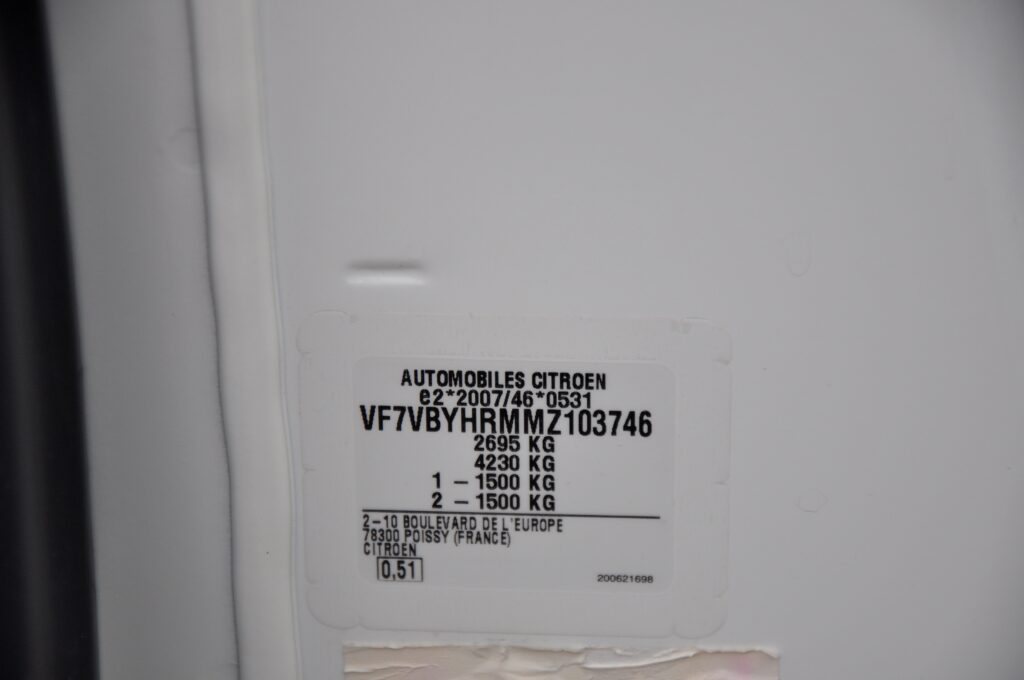 AUTOMOBILES CITROEN
e2*2007/46*0531
VF7VBYHRMMZ103746
2695 KG
4230 KG
1 - 1500 KG
2 - 1500 KG
2-10 BOULEVARD DE L'EUROPE
78300 POISSY (FRANCE)
CITROEN
0,51
200621698